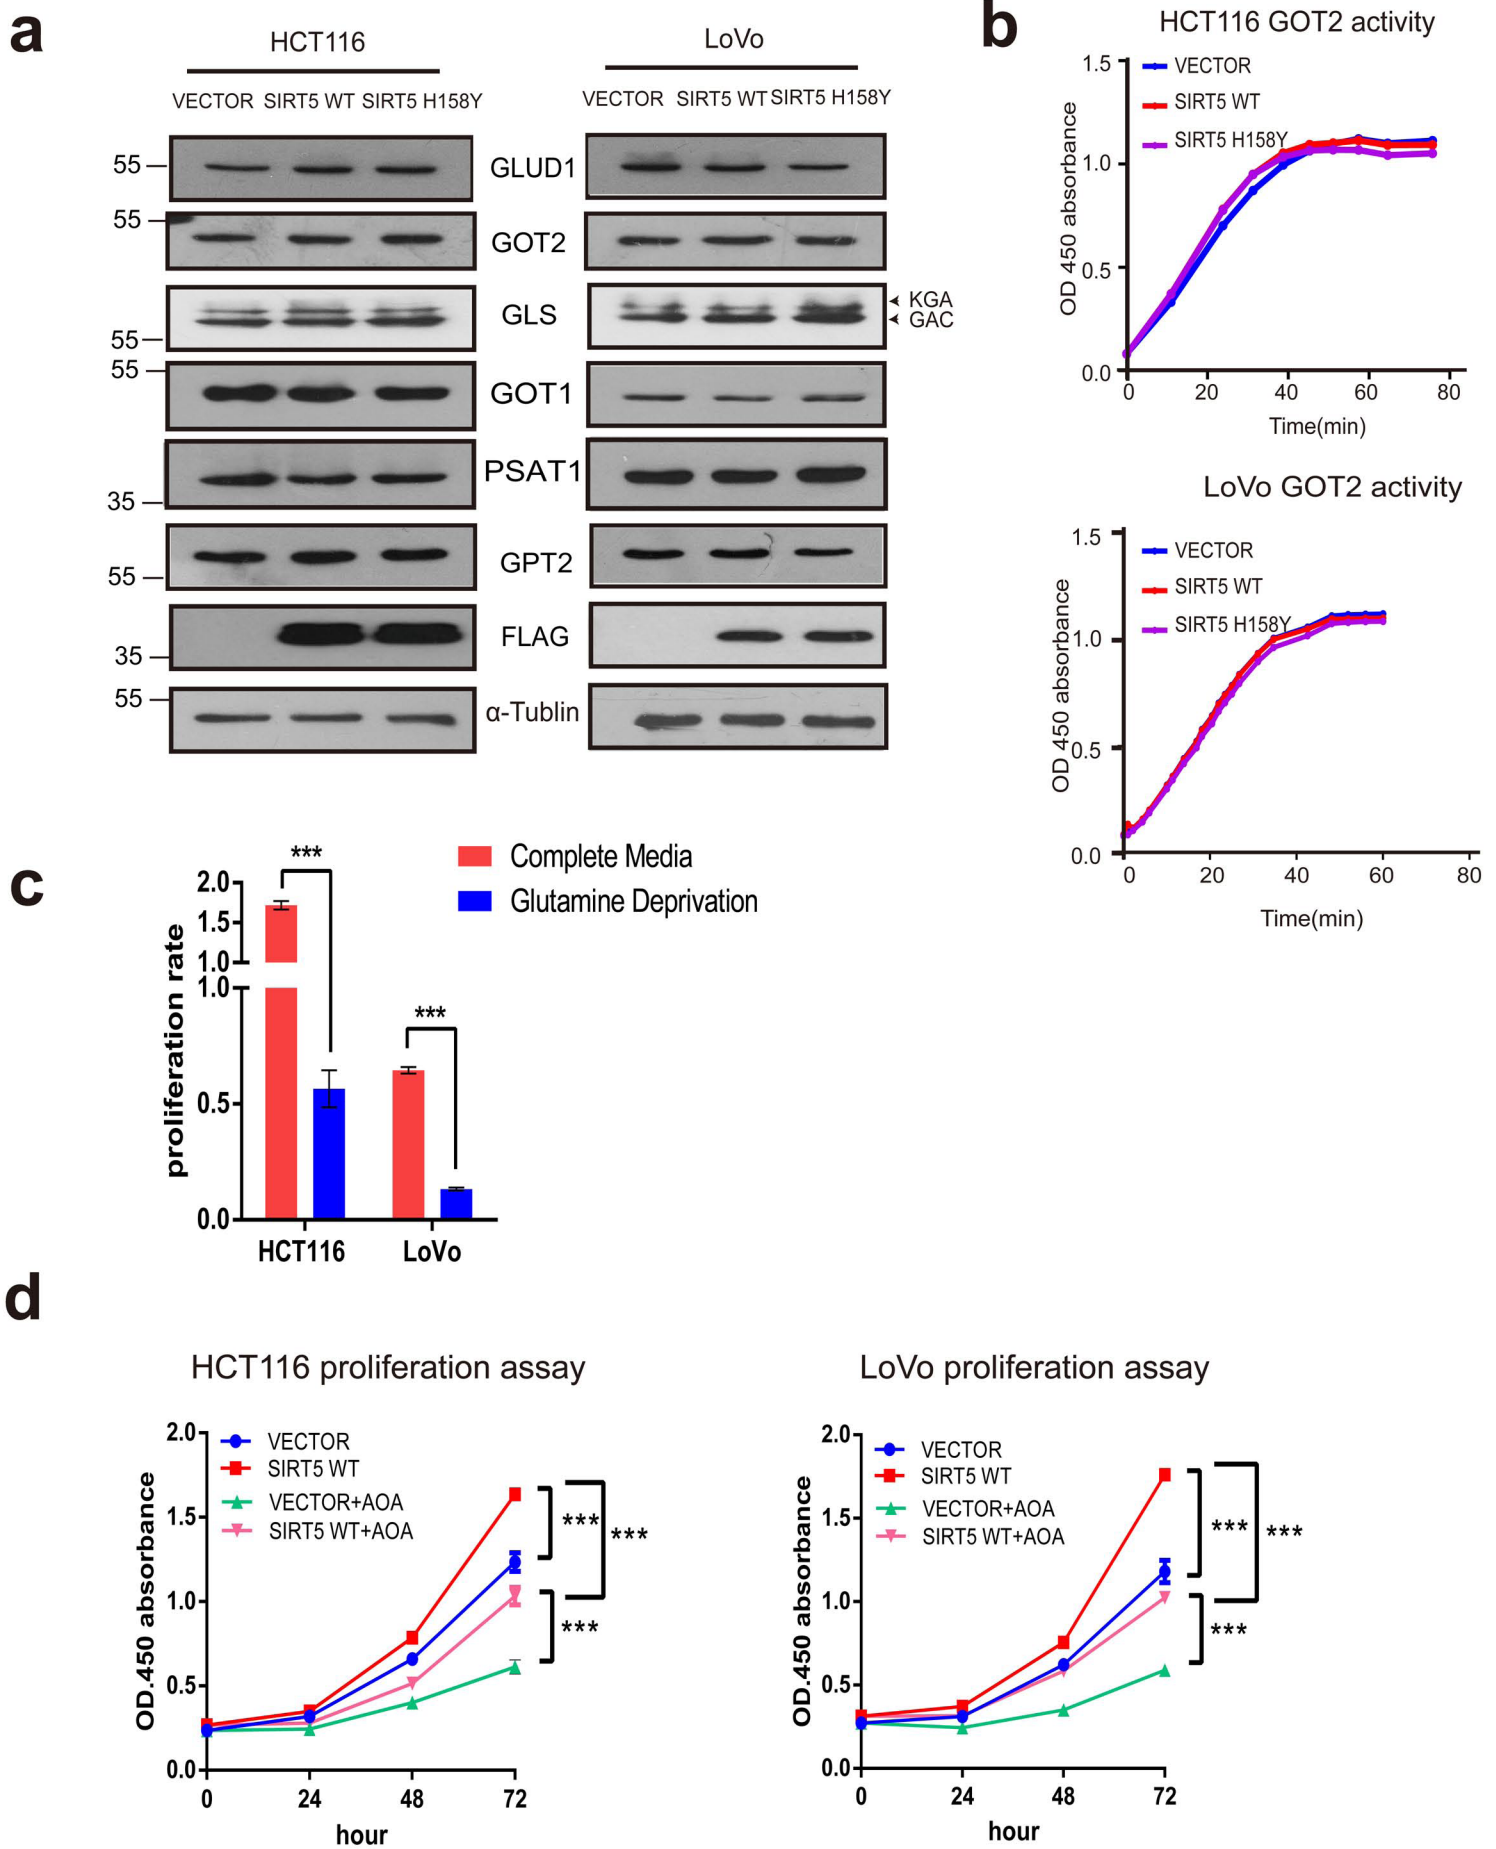 a
HCT116
LoVo
VECTOR SIRT5 WT SIRT5 H158Y
VECTOR SIRT5 WT SIRT5 H158Y
55
GLUD1
55
GOT2
GLS
KGA
GAC
55
55
GOT1
PSAT1
35
GPT2
55
FLAG
35
55
α-Tublin
b
HCT116 GOT2 activity
VECTOR
SIRT5 WT
SIRT5 H158Y
OD 450 absorbance
1.5
1.0
0.5
0.0
0 20 40 60 80
Time(min)
LoVo GOT2 activity
VECTOR
SIRT5 WT
SIRT5 H158Y
OD 450 absorbance
1.5
1.0
0.5
0.0
0 20 40 60 80
Time(min)
c
Complete Media
Glutamine Deprivation
proliferation rate
2.0
1.5
1.0
1.0
0.5
0.0
***
***
HCT116 LoVo
d
HCT116 proliferation assay
VECTOR
SIRT5 WT
VECTOR+AOA
SIRT5 WT+AOA
OD.450 absorbance
2.0
1.5
1.0
0.5
0.0
***
***
***
0 24 48 72
hour
LoVo proliferation assay
VECTOR
SIRT5 WT
VECTOR+AOA
SIRT5 WT+AOA
OD.450 absorbance
2.0
1.5
1.0
0.5
0.0
***
***
***
0 24 48 72
hour